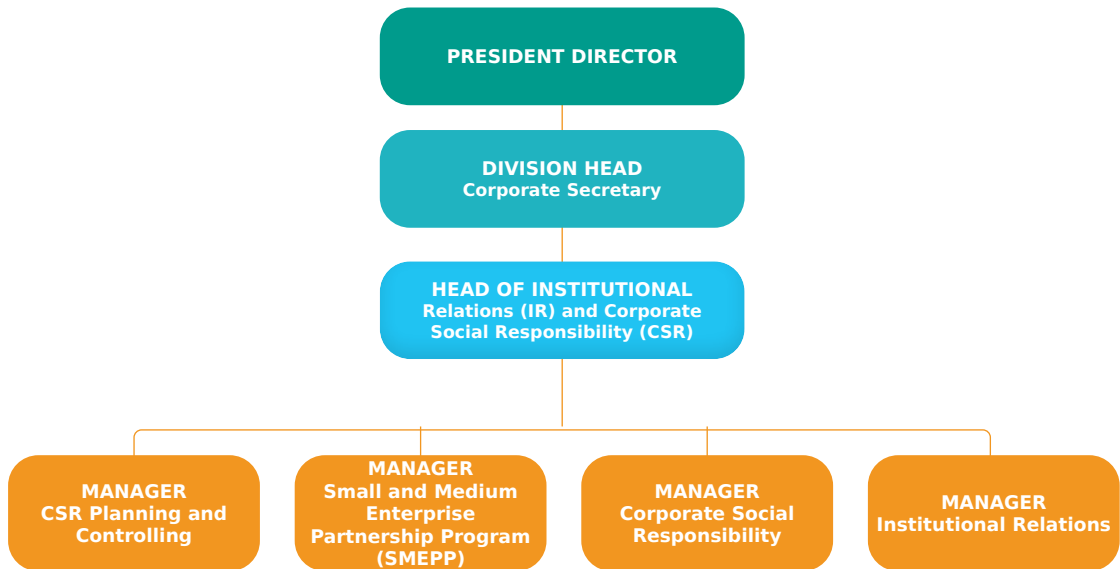 PRESIDENT DIRECTOR
DIVISION HEAD
Corporate Secretary
HEAD OF INSTITUTIONAL
Relations (IR) and Corporate
Social Responsibility (CSR)
MANAGER
CSR Planning and
Controlling
MANAGER
Small and Medium
Enterprise
Partnership Program
(SMEPP)
MANAGER
Corporate Social
Responsibility
MANAGER
Institutional Relations